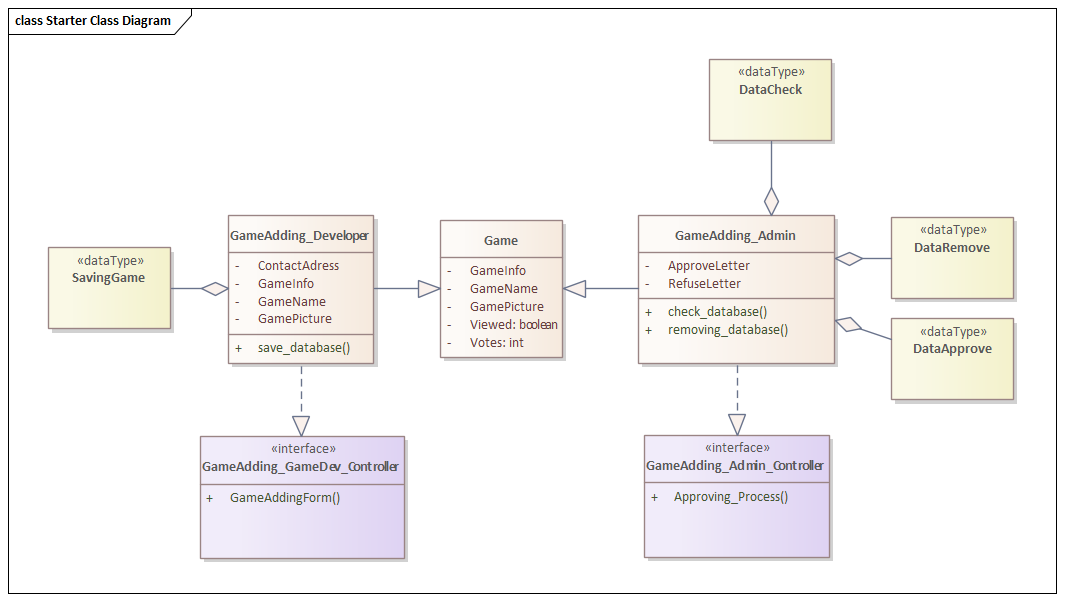 class Starter Class Diagram
«dataType»
DataCheck
GameAdding_Developer
- ContactAdress
- GameInfo
- GameName
- GamePicture
+ save_database()
Game
- GameInfo
- GameName
- GamePicture
- Viewed: boolean
- Votes: int
GameAdding_Admin
- ApproveLetter
- RefuseLetter
+ check_database()
+ removing_database()
«dataType»
DataRemove
«dataType»
SavingGame
«dataType»
DataApprove
«interface»
GameAdding_GameDev_Controller
+ GameAddingForm()
«interface»
GameAdding_Admin_Controller
+ Approving_Process()